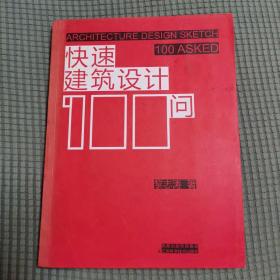 ARCHITECTURE DESIGN SKETCH
快速 100 ASKED
建筑设计
100问